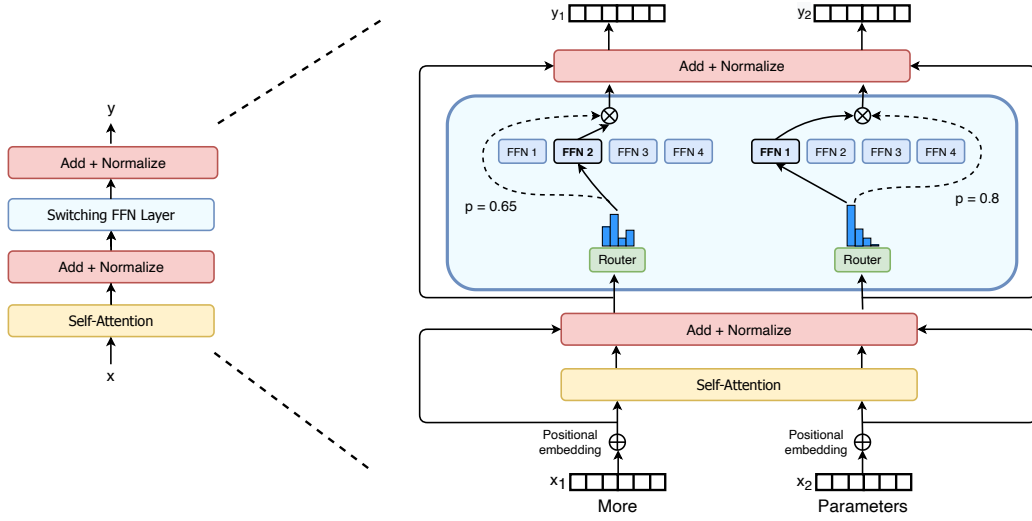 y
Add + Normalize
Switching FFN Layer
Add + Normalize
Self-Attention
x
y1
y2
Add + Normalize
FFN 1
FFN 2
FFN 3
FFN 4
FFN 1
FFN 2
FFN 3
FFN 4
p = 0.65
p = 0.8
Router
Router
Add + Normalize
Self-Attention
Positional
embedding
Positional
embedding
x1
x2
More
Parameters